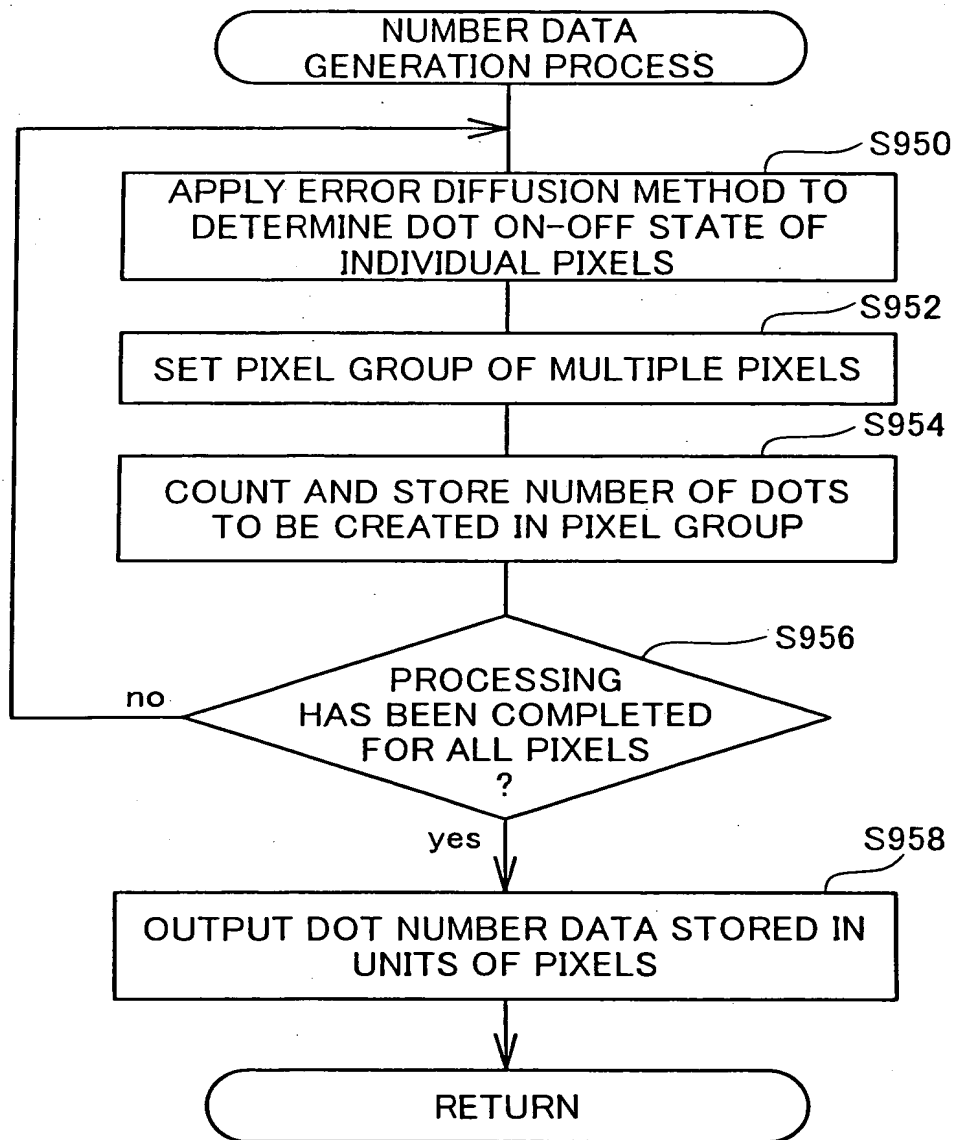 NUMBER DATA
GENERATION PROCESS
S950
APPLY ERROR DIFFUSION METHOD TO
DETERMINE DOT ON-OFF STATE OF
INDIVIDUAL PIXELS
S952
SET PIXEL GROUP OF MULTIPLE PIXELS
S954
COUNT AND STORE NUMBER OF DOTS
TO BE CREATED IN PIXEL GROUP
S956
PROCESSING
HAS BEEN COMPLETED
FOR ALL PIXELS
?
no
yes
S958
OUTPUT DOT NUMBER DATA STORED IN
UNITS OF PIXELS
RETURN